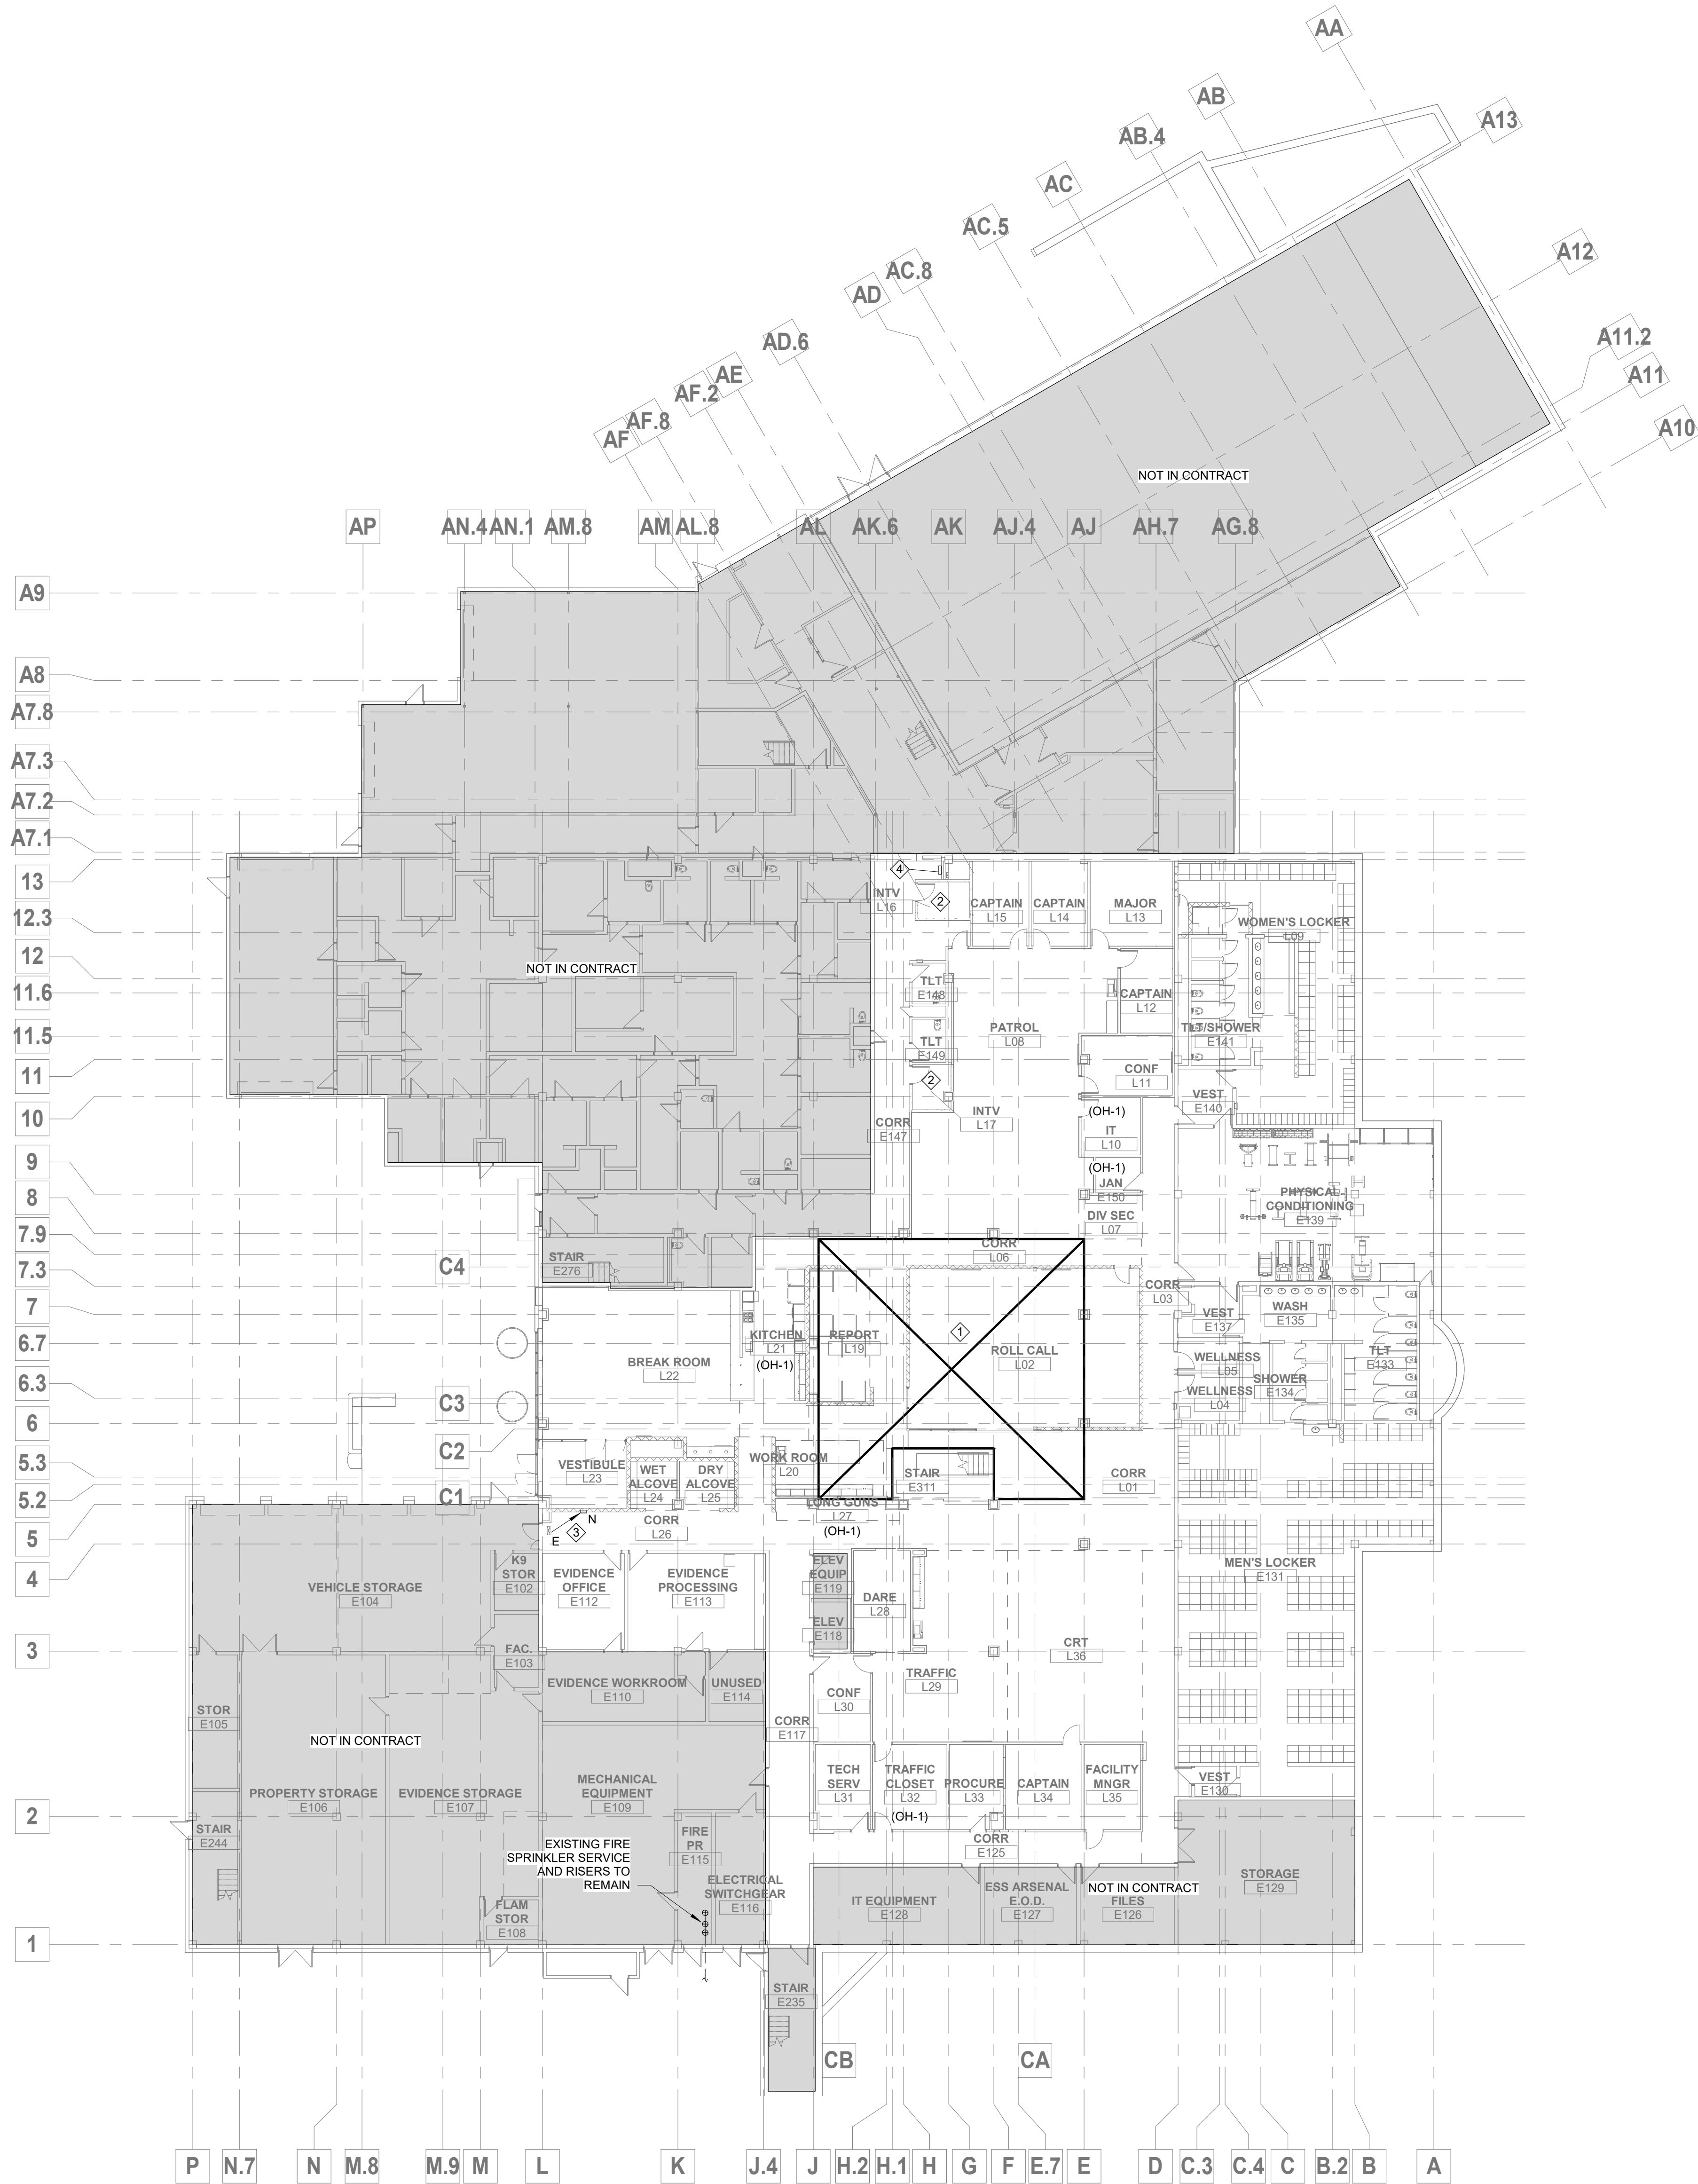 AA
AB
A13
AB.4
AC
AC.5
A12
AC.8
AD
AD.6
A11.2
AE
A11
AF.2
AF.8
A10
AF
NOT IN CONTRACT
AP
AN.4
AN.1
AM.8
AM
AL.8
AL
AK.6
AK
AJ.4
AJ
AH.7
AG.8
A9
A8
A7.8
A7.3
A7.2
A7.1
13
12.3
12
11.6
11.5
11
10
9
8
7.9
7.3
7
6.7
6.3
6
5.3
5.2
5
4
3
2
1
C4
C3
C2
C1
NOT IN CONTRACT
4
INTV
L16
2
CAPTAIN
L15
CAPTAIN
L14
MAJOR
L13
WOMEN'S LOCKER
L09
TLT
E148
CAPTAIN
L12
TLT
E149
PATROL
L08
TLT/SHOWER
E141
CONF
L11
2
VEST
E140
INTV
L17
CORR
E147
(OH-1)
IT
L10
(OH-1)
JAN
E150
DIV SEC
L07
PHYSICAL
CONDITIONING
E139
STAIR
E276
CORR
L06
CORR
L03
VEST
E137
WASH
E135
BREAK ROOM
L22
KITCHEN
L21
(OH-1)
REPORT
L19
1
ROLL CALL
L02
WELLNESS
L05
WELLNESS
L04
SHOWER
E134
TLT
E133
VESTIBULE
L23
WET
ALCOVE
L24
DRY
ALCOVE
L25
WORK ROOM
L20
STAIR
E311
CORR
L01
LONG GUNS
L27
(OH-1)
N
E
3
CORR
L26
K9
STOR
E102
VEHICLE STORAGE
E104
EVIDENCE
OFFICE
E112
EVIDENCE
PROCESSING
E113
ELEV
EQUIP
E119
DARE
L28
ELEV
E118
MEN'S LOCKER
E131
FAC.
E103
CRT
L36
TRAFFIC
L29
EVIDENCE WORKROOM
E110
UNUSED
E114
CONF
L30
STOR
E105
CORR
E117
NOT IN CONTRACT
TECH
SERV
L31
TRAFFIC
CLOSET
L32
(OH-1)
PROCURE
L33
CAPTAIN
L34
FACILITY
MNGR
L35
VEST
E130
PROPERTY STORAGE
E106
EVIDENCE STORAGE
E107
MECHANICAL
EQUIPMENT
E109
STAIR
E244
EXISTING FIRE
SPRINKLER SERVICE
AND RISERS TO
REMAIN
FIRE
PR
E115
ELECTRICAL
SWITCHGEAR
E116
CORR
E125
FLAM
STOR
E108
IT EQUIPMENT
E128
ESS ARSENAL
E.O.D.
E127
NOT IN CONTRACT
FILES
E126
STORAGE
E129
STAIR
E235
CB
CA
P
N.7
N
M.8
M.9
M
L
K
J.4
J
H.2
H.1
H
G
F
E.7
E
D
C.3
C.4
C
B.2
B
A